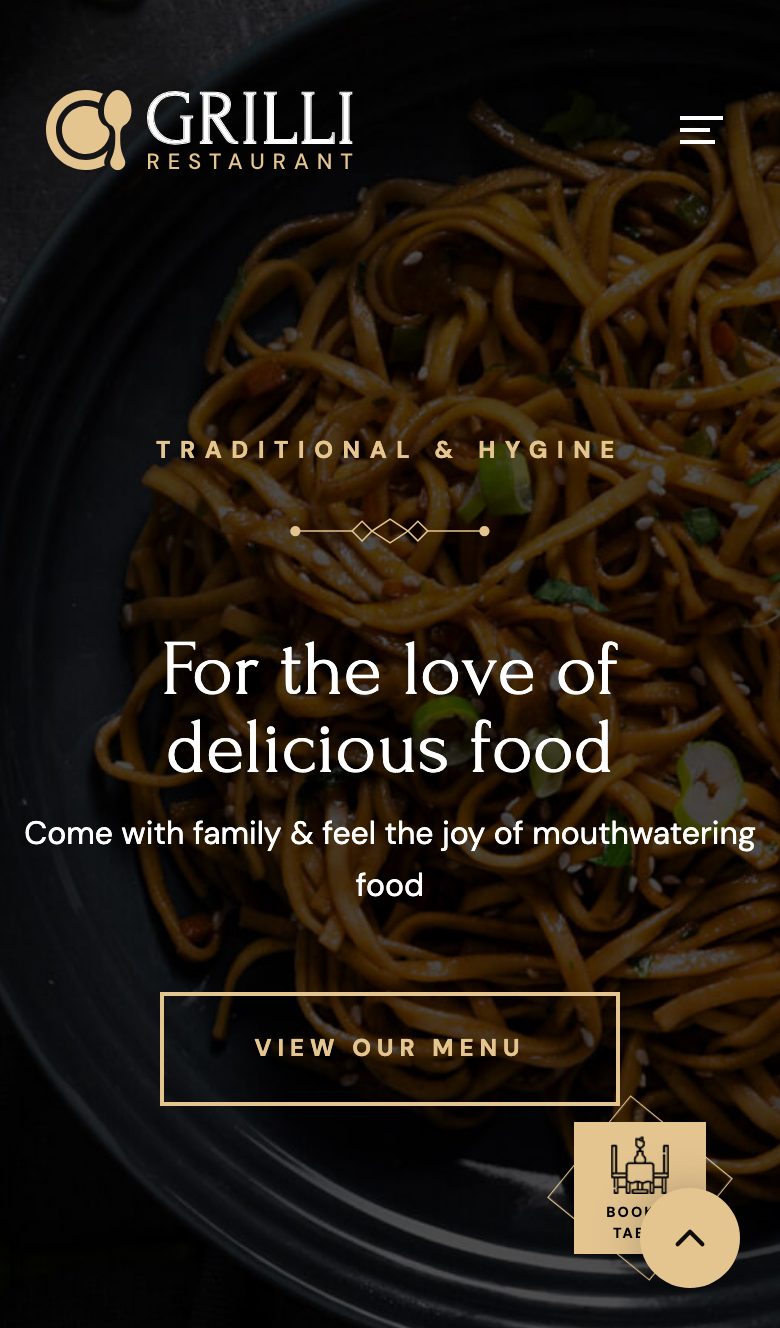 GRILLI
RESTAURANT
TRADITIONAL & HYGINE
For the love of
delicious food
Come with family & feel the joy of mouthwatering
food
VIEW OUR MENU